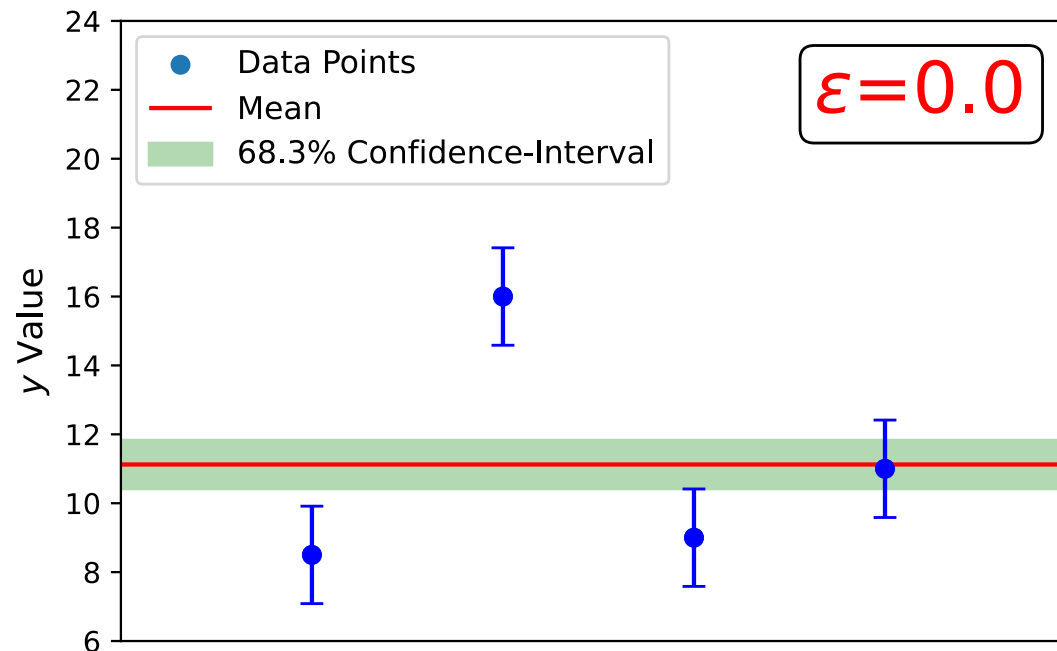 24
22
20
18
16
14
12
10
8
6
y Value
Data Points
Mean
68.3% Confidence-Interval
ε=0.0